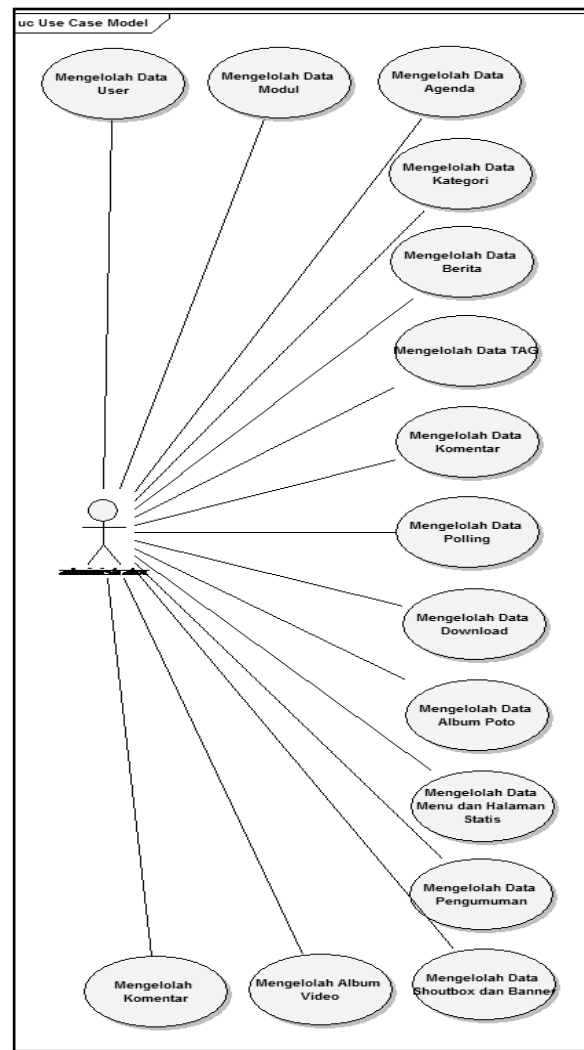 uc Use Case Model
Mengelolah Data
User
Mengelolah Data
Modul
Mengelolah Data
Agenda
Mengelolah Data
Kategori
Mengelolah Data
Berita
Mengelolah Data TAG
Mengelolah Data
Komentar
Mengelolah Data
Polling
Mengelolah Data
Download
Mengelolah Data
Album Poto
Mengelolah Data
Menu dan Halaman
Statis
Mengelolah Data
Pengumuman
Mengelolah Data
Shoutbox dan Banner
Mengelolah Album
Video
Mengelolah
Komentar